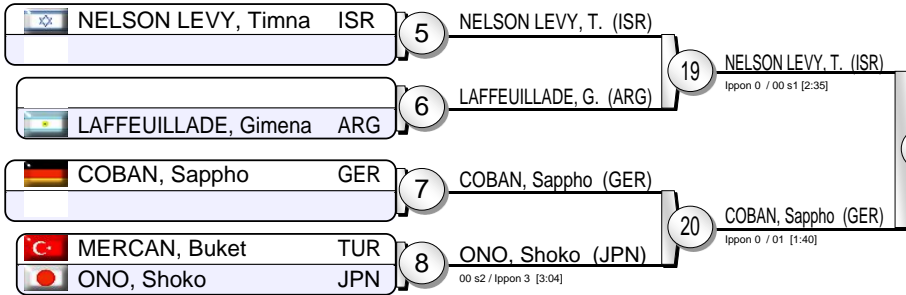 NELSON LEVY, Timna ISR
5
NELSON LEVY, T. (ISR)
LAFFEUILLADE, Gimena ARG
6
LAFFEUILLADE, G. (ARG)
19
NELSON LEVY, T. (ISR)
Ippon 0 / 00 s1 [2:35]
COBAN, Sappho GER
7
COBAN, Sappho (GER)
MERCAN, Buket TUR
ONO, Shoko JPN
8
ONO, Shoko (JPN)
00 s2 / Ippon 3 [3:04]
20
COBAN, Sappho (GER)
Ippon 0 / 01 [1:40]